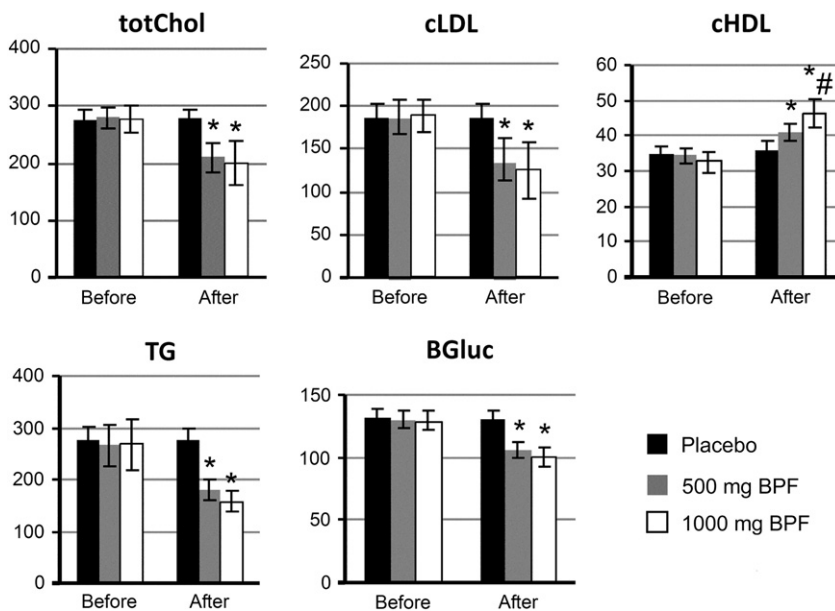 totChol
400
300
200
100
0
* *
Before After
cLDL
250
200
150
100
50
0
* *
Before After
cHDL
60
50
40
30
20
10
0
* *#
Before After
TG
400
300
200
100
0
* *
Before After
BGluc
150
100
50
0
* *
Before After
Placebo
500 mg BPF
1000 mg BPF